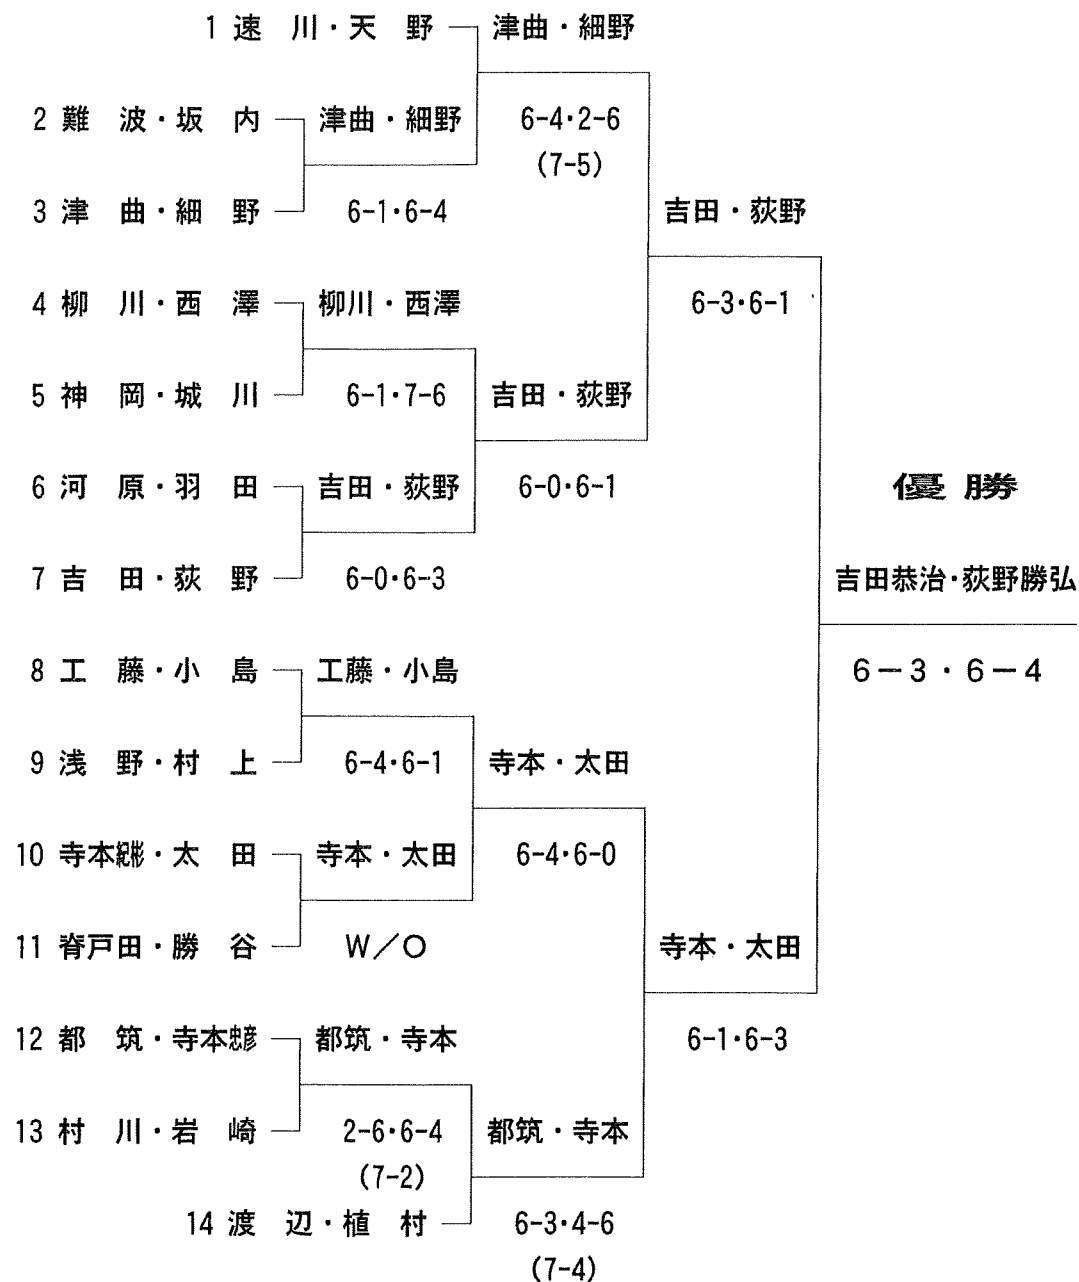 1 速 川・天 野 津曲・細野
2 難 波・坂 内 津曲・細野 6-4・2-6
(7-5)
3 津 曲・細 野 6-1・6-4 吉田・荻野
4 柳 川・西 澤 柳川・西澤 6-3・6-1
5 神 岡・城 川 6-1・7-6 吉田・荻野
6 河 原・羽 田 吉田・荻野 6-0・6-1 優 勝
7 吉 田・荻 野 6-0・6-3 吉田恭治・荻野勝弘
8 工 藤・小 島 工藤・小島 6-3・6-4
9 浅 野・村 上 6-4・6-1 寺本・太田
10 寺本紀彬・太 田 寺本・太田 6-4・6-0
11 脊戸田・勝 谷 W/O 寺本・太田
12 都 筑・寺本忠彦 都筑・寺本 6-1・6-3
13 村 川・岩 崎 2-6・6-4 都筑・寺本
(7-2)
14 渡 辺・植 村 6-3・4-6
(7-4)